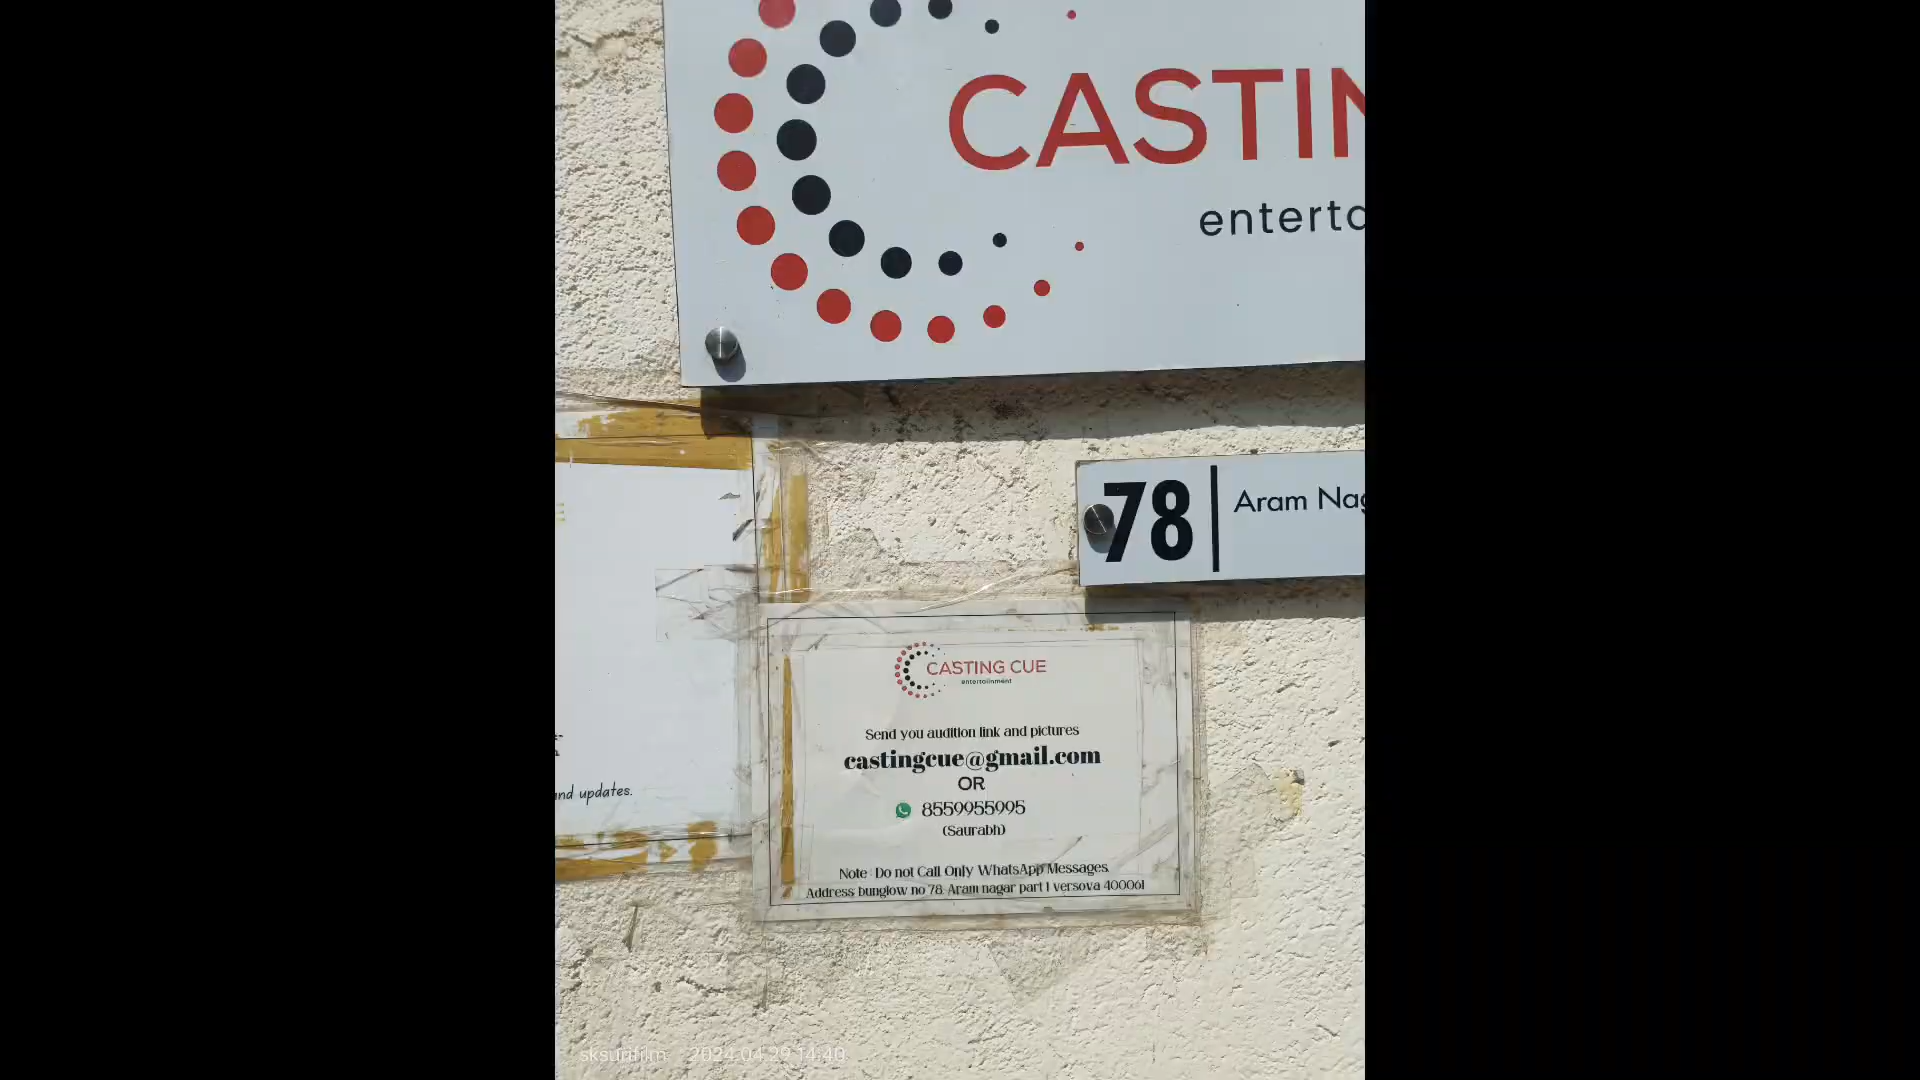 CASTIN
enterta
78
Aram Nag
CASTING CUE
entertainment
Send you audition link and pictures
castingcue@gmail.com
OR
8559955995
(Saurabh)
Note : Do not Call Only WhatsApp Messages.
Address bunglow no 78 Aram nagar part 1 versova 400061
and updates.
sksurifilm 2024.04.29 14:40